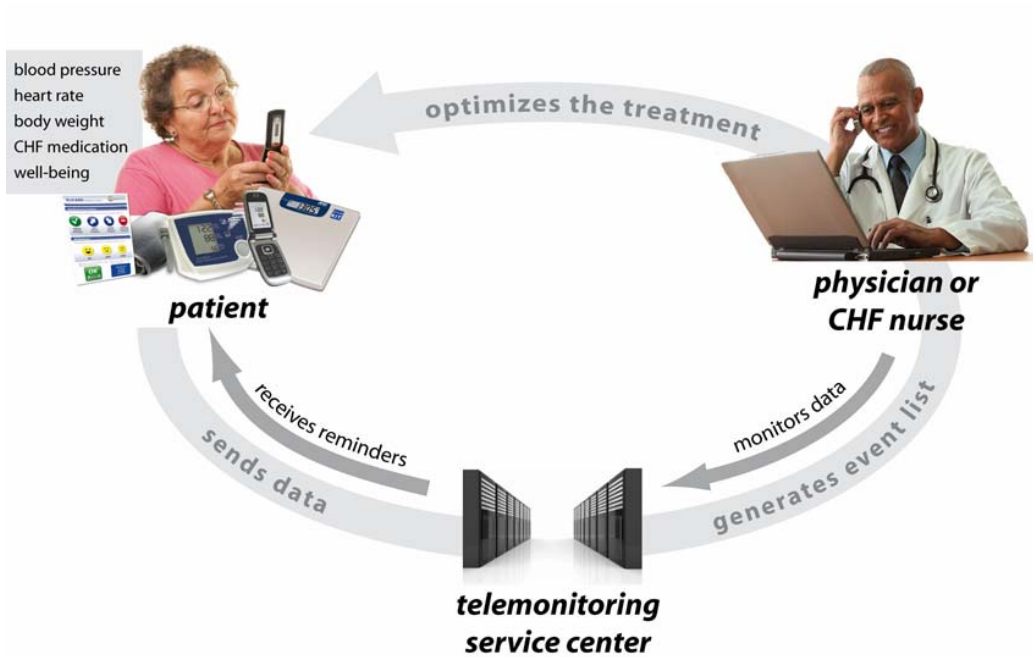 blood pressure
heart rate
body weight
CHF medication
well-being
optimizes the treatment
patient
physician or
CHF nurse
receives reminders
sends data
monitors data
generates event list
telemonitoring
service center